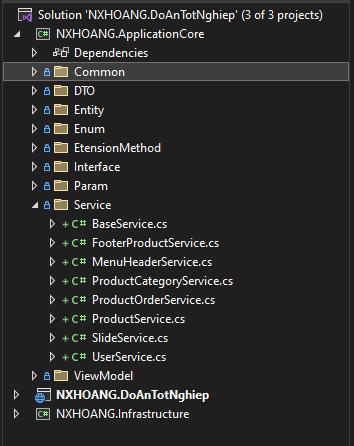 Solution 'NXHOANG.DoAnTotNghiep' (3 of 3 projects)
NXHOANG.ApplicationCore
Dependencies
Common
DTO
Entity
Enum
EtensionMethod
Interface
Param
Service
BaseService.cs
FooterProductService.cs
MenuHeaderService.cs
ProductCategoryService.cs
ProductOrderService.cs
ProductService.cs
SlideService.cs
UserService.cs
ViewModel
NXHOANG.DoAnTotNghiep
NXHOANG.Infrastructure